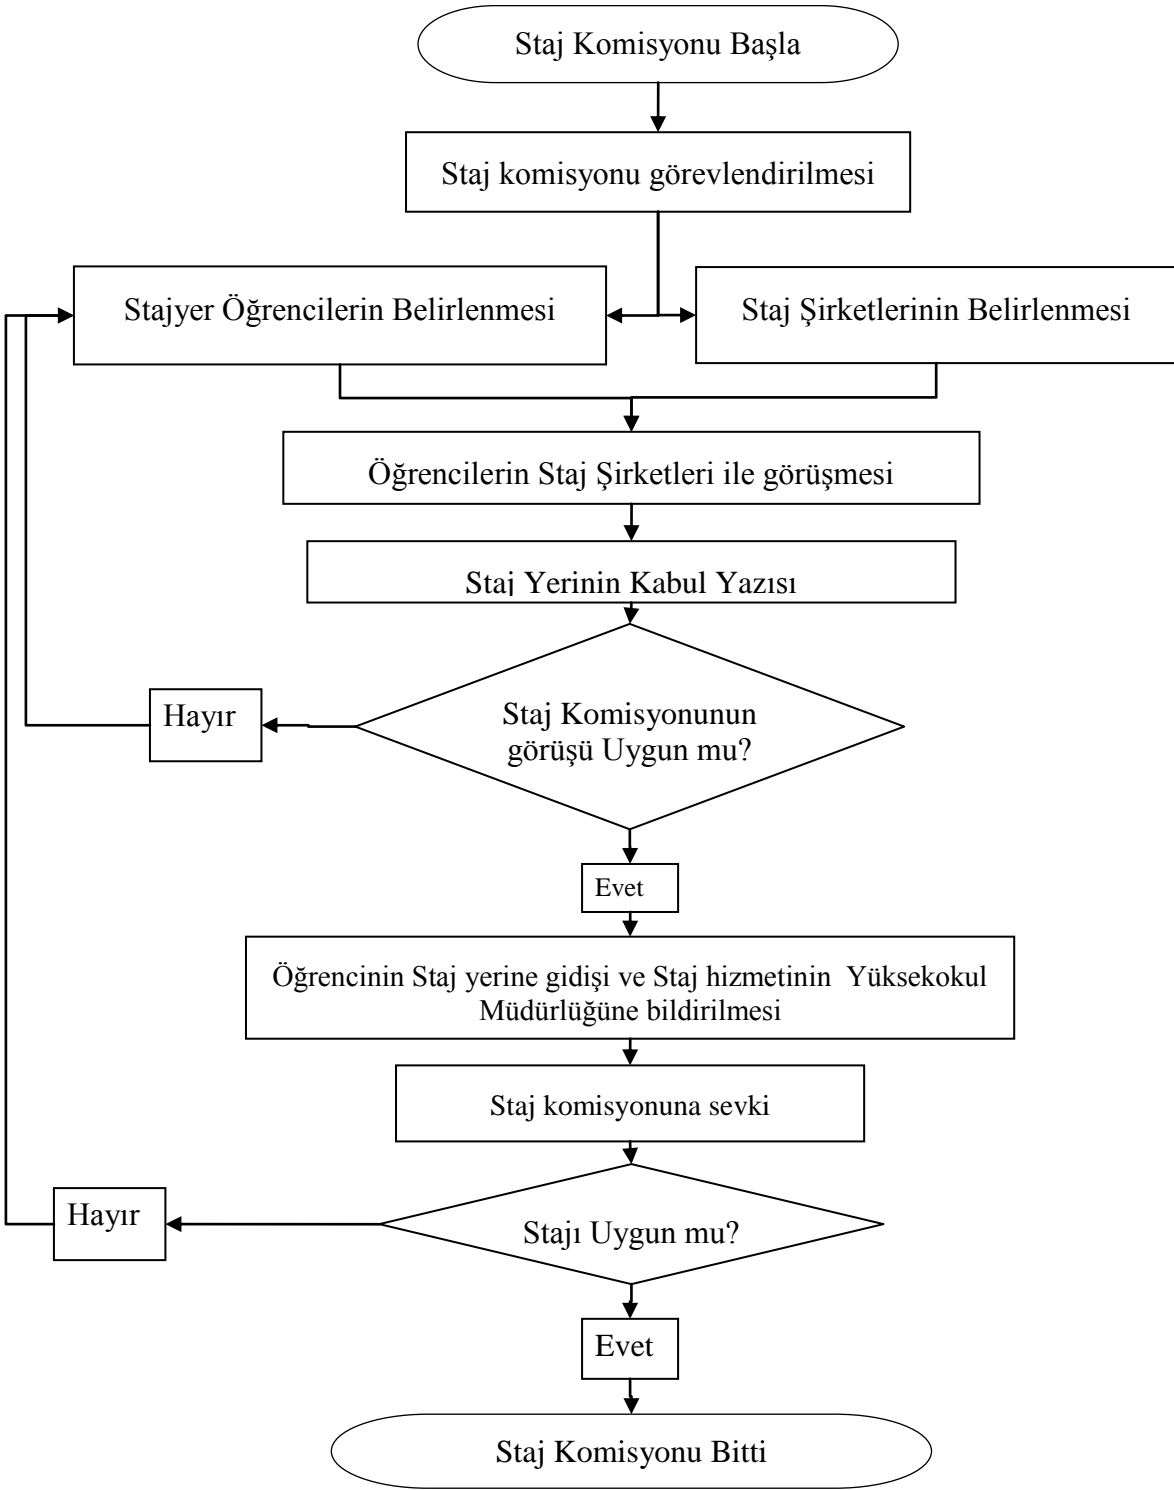 Staj Komisyonu Başla
Staj komisyonu görevlendirilmesi
Stajyer Öğrencilerin Belirlenmesi
Staj Şirketlerinin Belirlenmesi
Öğrencilerin Staj Şirketleri ile görüşmesi
Staj Yerinin Kabul Yazısı
Staj Komisyonunun
görüşü Uygun mu?
Hayır
Evet
Öğrencinin Staj yerine gidişi ve Staj hizmetinin Yüksekokul
Müdürlüğüne bildirilmesi
Staj komisyonuna sevki
Stajı Uygun mu?
Hayır
Evet
Staj Komisyonu Bitti